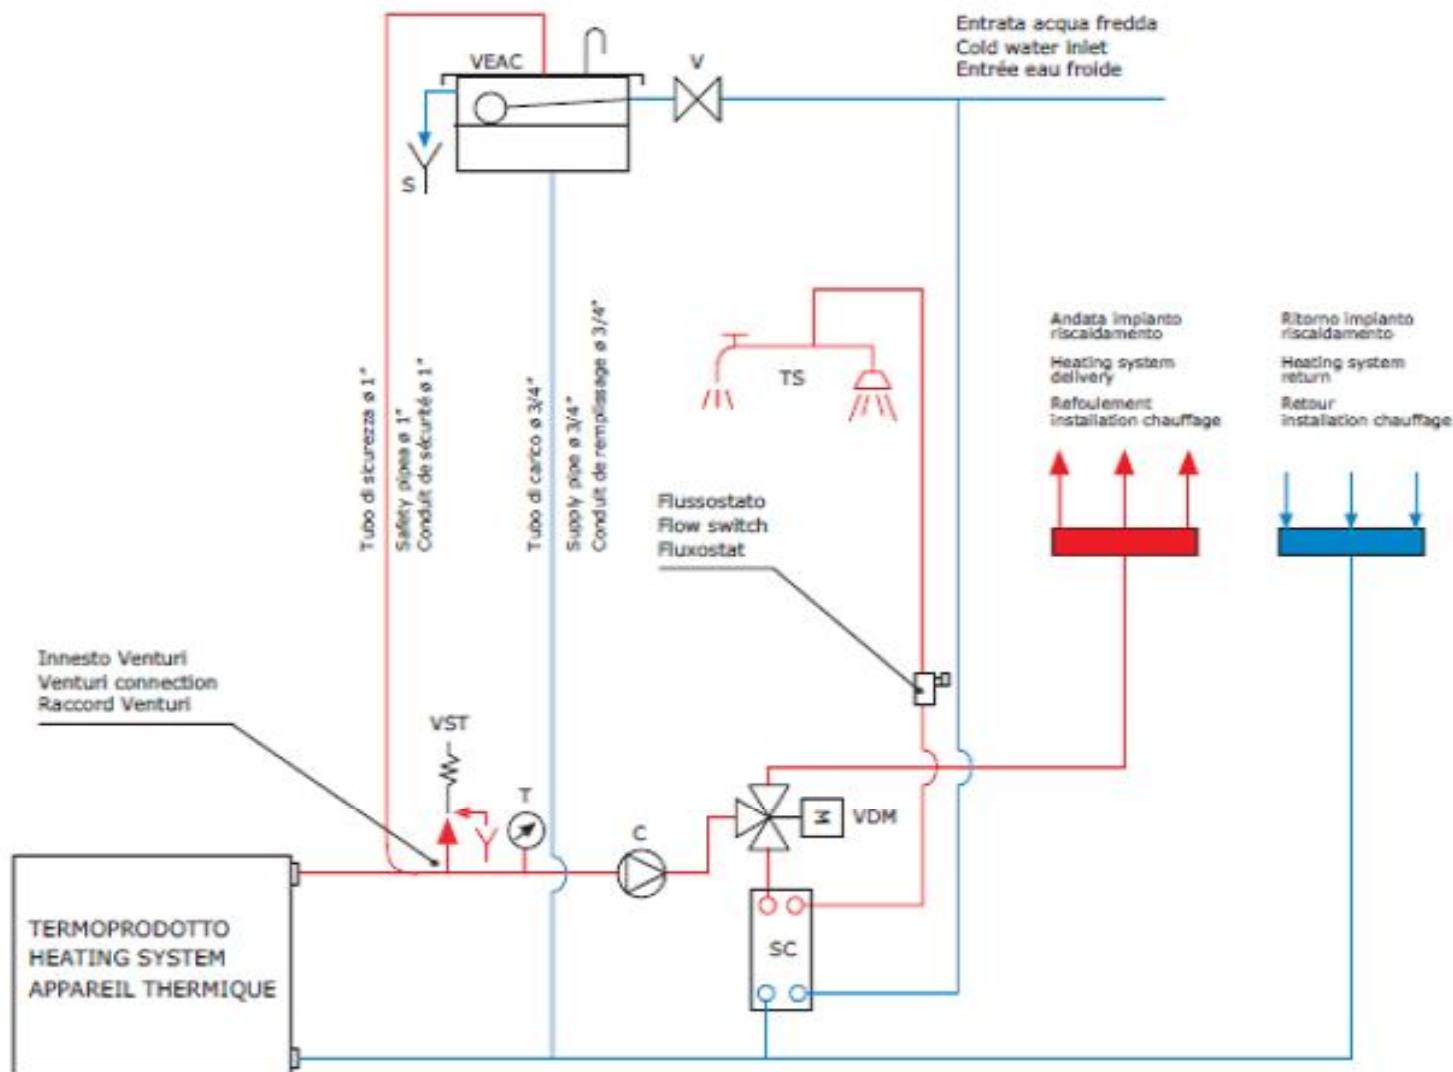 Entrata acqua fredda
Cold water inlet
Entrée eau froide
VEAC
V
S
Tubo di sicurezza ø 1"
Safety pipea ø 1"
Conduit de sécurité ø 1"
Tubo di carico ø 3/4"
Supply pipe ø 3/4"
Conduit de remplissage ø 3/4"
TS
Andata impianto
riscaldamento
Heating system
delivery
Refoulement
installation chauffage
Ritorno impianto
riscaldamento
Heating system
return
Retour
installation chauffage
Flussostato
Flow switch
Fluxostat
Innesto Venturi
Venturi connection
Raccord Venturi
VST
T
C
M
VDM
SC
TERMOPRODOTTO
HEATING SYSTEM
APPAREIL THERMIQUE